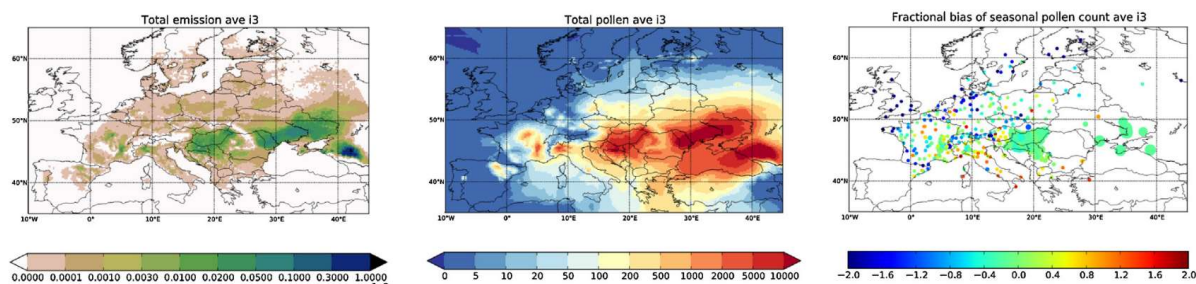 Total emission ave i3
60°N
50°N
40°N
10°W 0° 10°E 20°E 30°E 40°E
0.0000 0.0001 0.0010 0.0030 0.0100 0.0200 0.0500 0.1000 0.3000 1.0000
Total pollen ave i3
60°N
50°N
40°N
10°W 0° 10°E 20°E 30°E 40°E
0 5 10 20 50 100 200 500 1000 2000 5000 10000
Fractional bias of seasonal pollen count ave i3
60°N
50°N
40°N
10°W 0° 10°E 20°E 30°E 40°E
−2.0 −1.6 −1.2 −0.8 −0.4 0.0 0.4 0.8 1.2 1.6 2.0